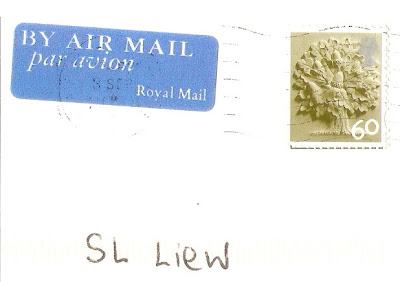 BY AIR MAIL
par avion
Royal Mail
60
SL Liew